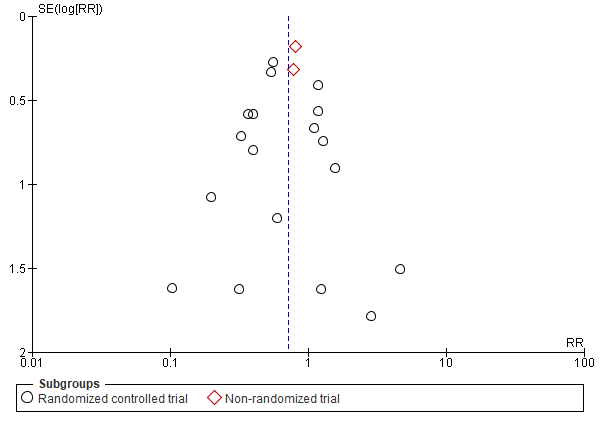 SE(log[RR])
0
0.5
1
1.5
2
RR
0.01 0.1 1 10 100
Subgroups
Randomized controlled trial Non-randomized trial